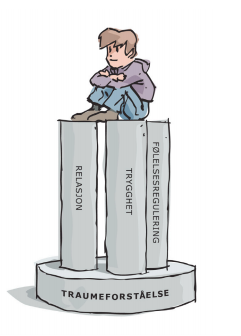 RELASJON
TRYGGHET
FØLELSESREGULERING
TRAUMEFORSTÅELSE